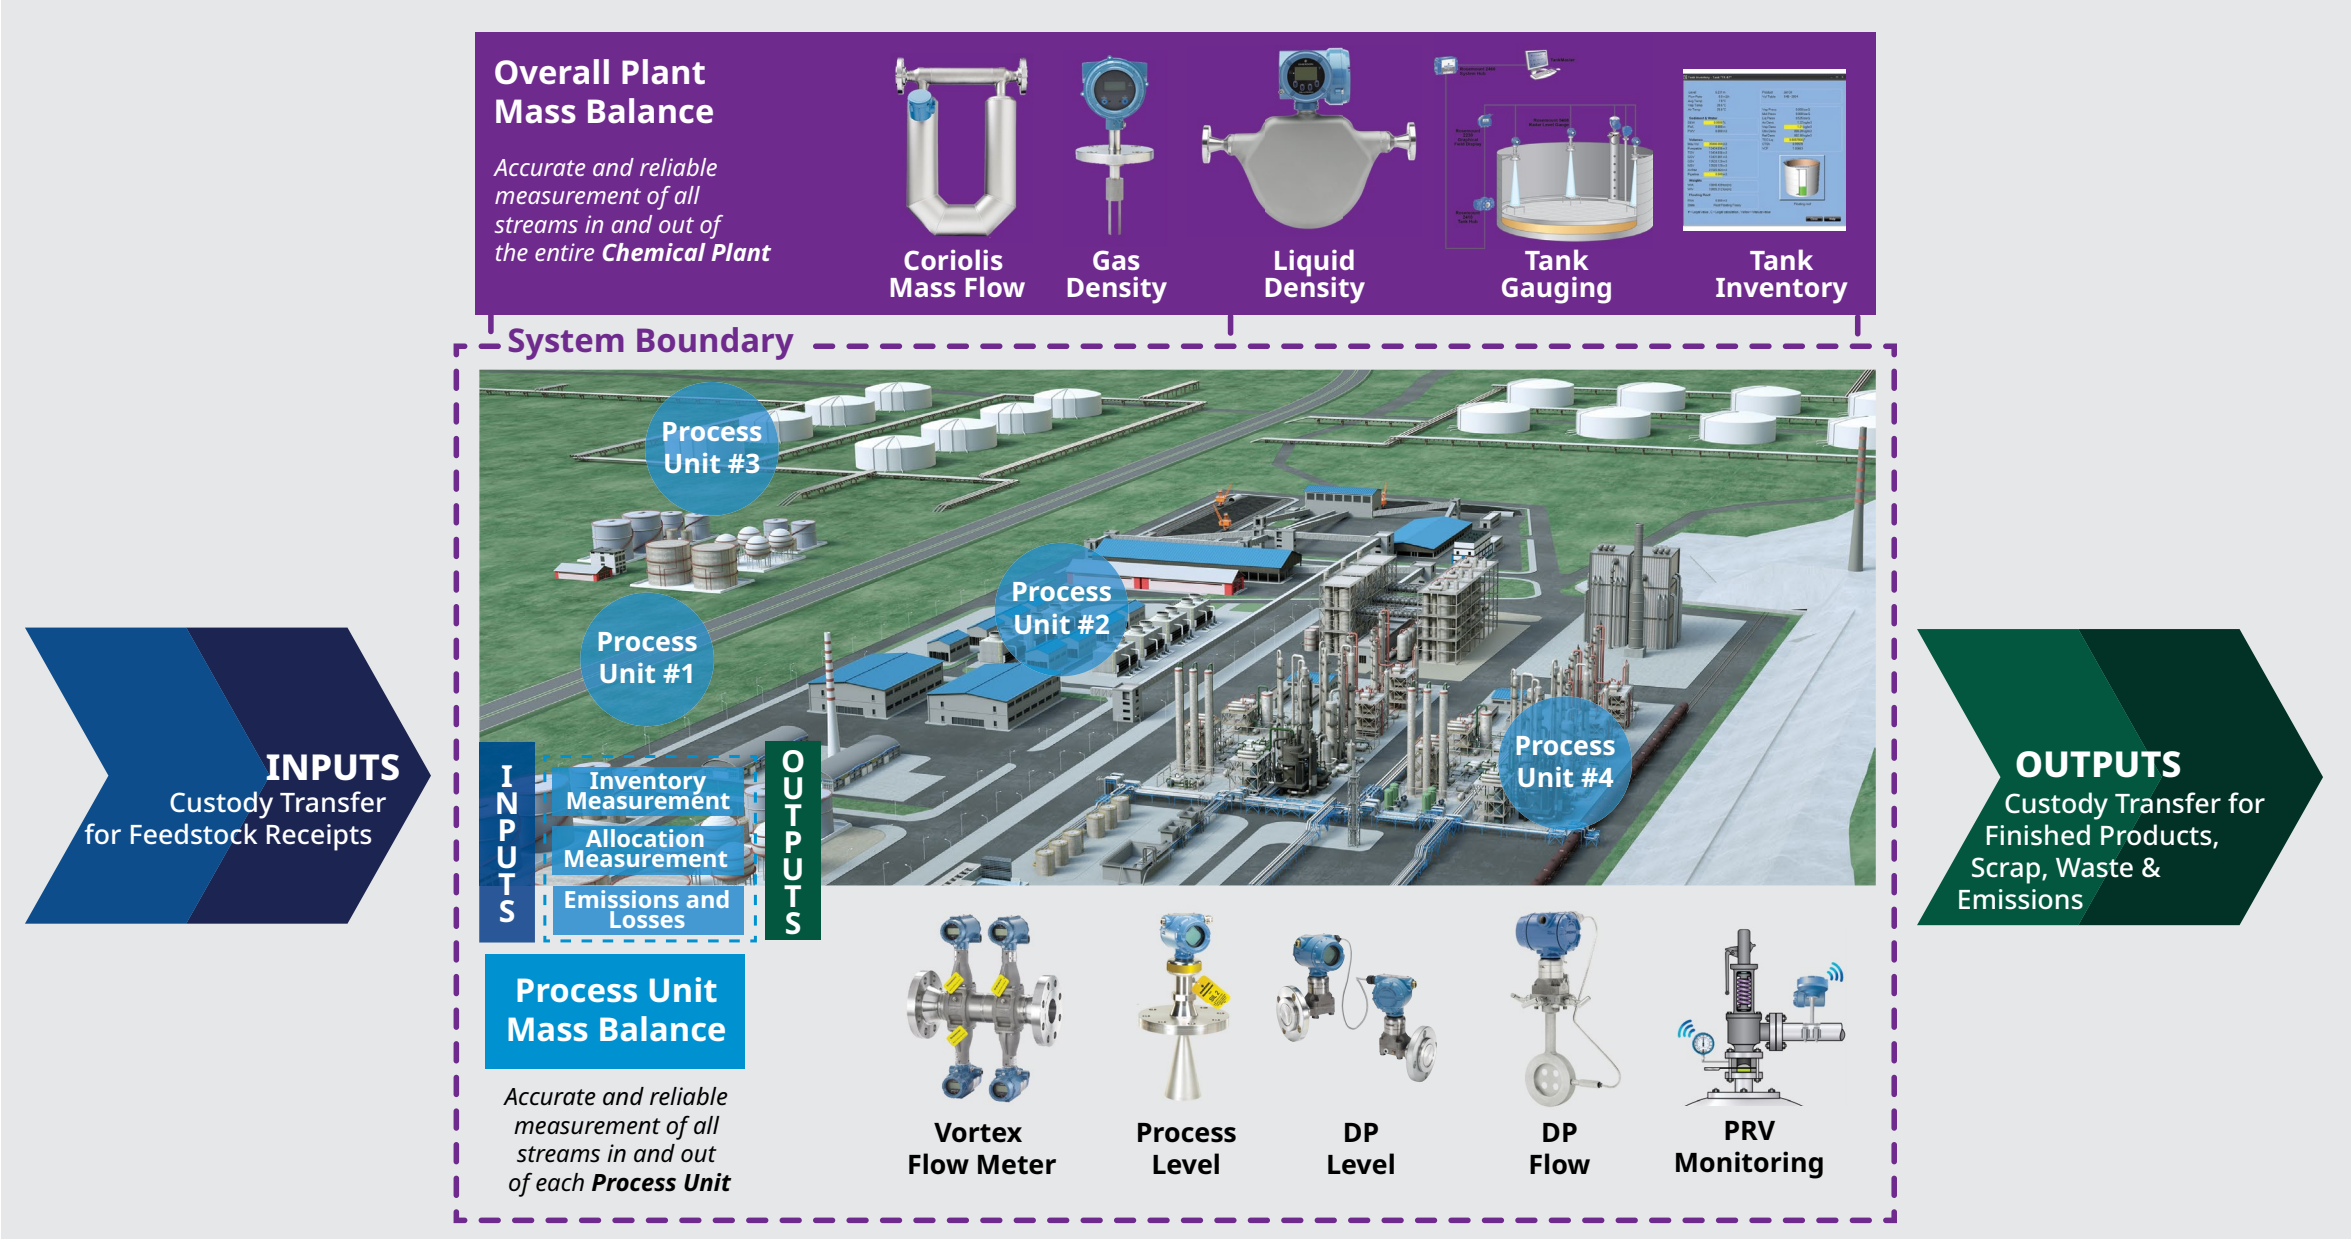 Overall Plant
Mass Balance
Accurate and reliable
measurement of all
streams in and out of
the entire Chemical Plant
Coriolis
Mass Flow
Gas
Density
Liquid
Density
Tank
Gauging
Tank
Inventory
System Boundary
Process
Unit #3
Process
Unit #2
Process
Unit #1
Process
Unit #4
INPUTS
Custody Transfer
for Feedstock Receipts
INPUTS
Inventory
Measurement
Allocation
Measurement
Emissions and
Losses
OUTPUTS
OUTPUTS
Custody Transfer for
Finished Products,
Scrap, Waste &
Emissions
Process Unit
Mass Balance
Accurate and reliable
measurement of all
streams in and out
of each Process Unit
Vortex
Flow Meter
Process
Level
DP
Level
DP
Flow
PRV
Monitoring